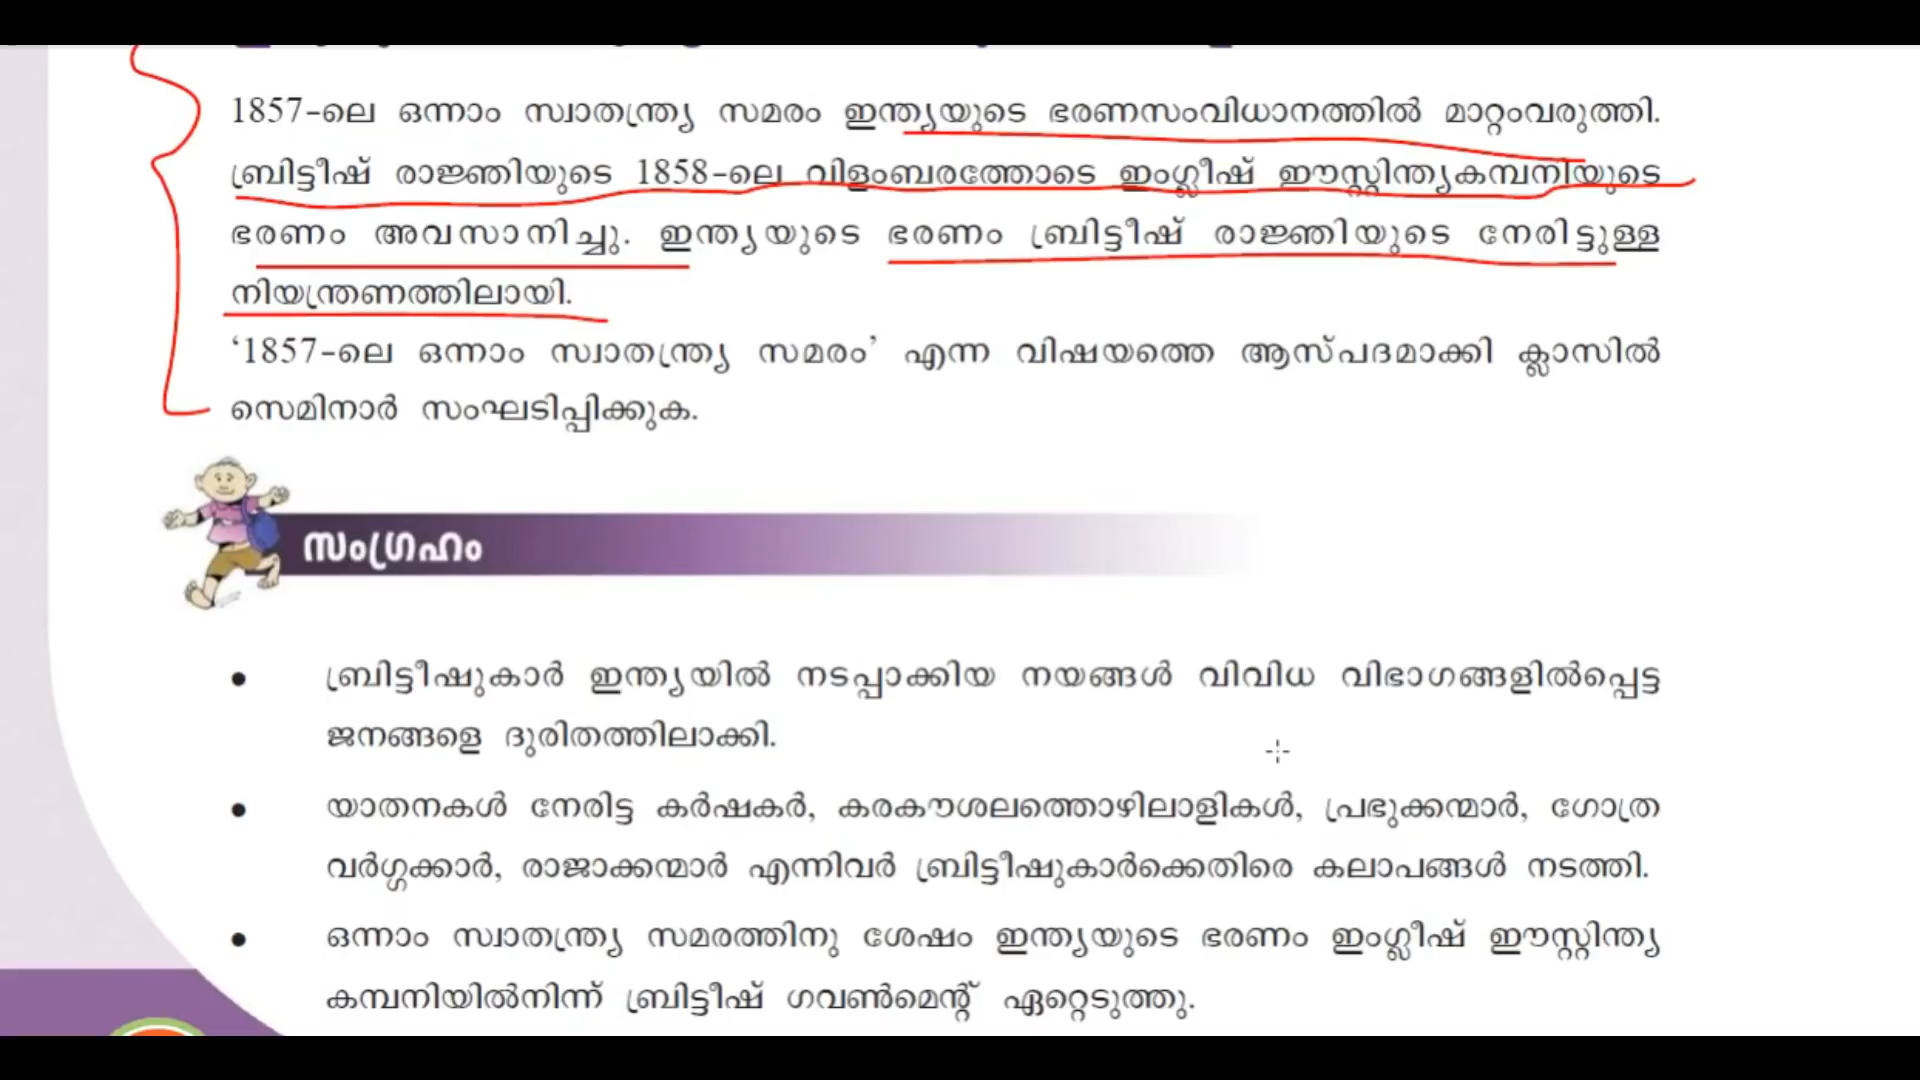 1857-ലെ ഒന്നാം സ്വാതന്ത്ര്യ സമരം ഇന്ത്യയുടെ ഭരണസംവിധാനത്തിൽ മാറ്റംവരുത്തി.
ബ്രിട്ടീഷ് രാജ്ഞിയുടെ 1858-ലെ വിളംബരത്തോടെ ഇംഗ്ലീഷ് ഈസ്റ്റിന്ത്യകമ്പനിയുടെ
ഭരണം അവസാനിച്ചു. ഇന്ത്യയുടെ ഭരണം ബ്രിട്ടീഷ് രാജ്ഞിയുടെ നേരിട്ടുള്ള
നിയന്ത്രണത്തിലായി.
‘1857-ലെ ഒന്നാം സ്വാതന്ത്ര്യ സമരം’ എന്ന വിഷയത്തെ ആസ്പദമാക്കി ക്ലാസിൽ
സെമിനാർ സംഘടിപ്പിക്കുക.
സംഗ്രഹം
• ബ്രിട്ടീഷുകാർ ഇന്ത്യയിൽ നടപ്പാക്കിയ നയങ്ങൾ വിവിധ വിഭാഗങ്ങളിൽപ്പെട്ട
ജനങ്ങളെ ദുരിതത്തിലാക്കി.
• യാതനകൾ നേരിട്ട കർഷകർ, കരകൗശലത്തൊഴിലാളികൾ, പ്രഭുക്കന്മാർ, ഗോത്ര
വർഗ്ഗക്കാർ, രാജാക്കന്മാർ എന്നിവർ ബ്രിട്ടീഷുകാർക്കെതിരെ കലാപങ്ങൾ നടത്തി.
• ഒന്നാം സ്വാതന്ത്ര്യ സമരത്തിനു ശേഷം ഇന്ത്യയുടെ ഭരണം ഇംഗ്ലീഷ് ഈസ്റ്റിന്ത്യ
കമ്പനിയിൽനിന്ന് ബ്രിട്ടീഷ് ഗവൺമെന്റ് ഏറ്റെടുത്തു.